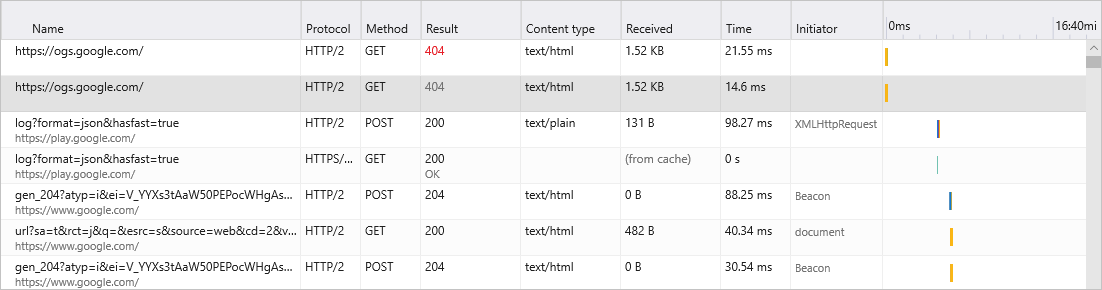 Name Protocol Method Result Content type Received Time Initiator 0ms 16:40mi
https://ogs.google.com/ HTTP/2 GET 404 text/html 1.52 KB 21.55 ms
https://ogs.google.com/ HTTP/2 GET 404 text/html 1.52 KB 14.6 ms
log?format=json&hasfast=true HTTP/2 POST 200 text/plain 131 B 98.27 ms XMLHttpRequest
https://play.google.com/
log?format=json&hasfast=true HTTPS/... GET 200 (from cache) 0 s
https://play.google.com/ OK
gen_204?atyp=i&ei=V_YYXs3tAaW50PEPocWHgAs... HTTP/2 POST 204 text/html 0 B 88.25 ms Beacon
https://www.google.com/
url?sa=t&rct=j&q=&esrc=s&source=web&cd=2&v... HTTP/2 GET 200 text/html 482 B 40.34 ms document
https://www.google.com/
gen_204?atyp=i&ei=V_YYXs3tAaW50PEPocWHgAs... HTTP/2 POST 204 text/html 0 B 30.54 ms Beacon
https://www.google.com/